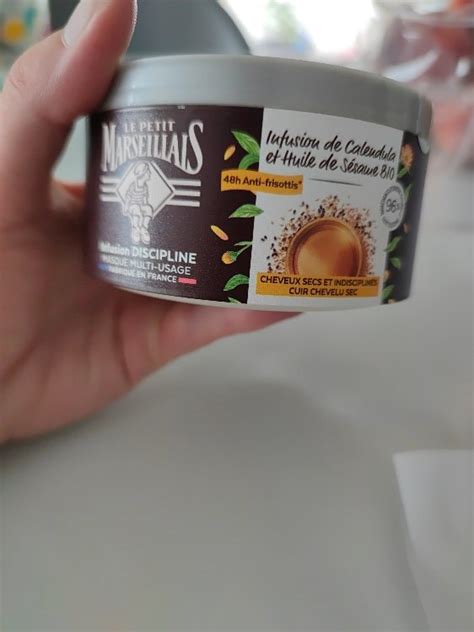 LE PETIT
MARSEILLAIS
Infusion DISCIPLINE
MASQUE MULTI-USAGE
FABRIQUÉ EN FRANCE
Infusion de Calendula
et Huile de Sésame BIO
48h Anti-frisottis*
96%
CHEVEUX SECS ET INDISCIPLINÉS
CUIR CHEVELU SEC